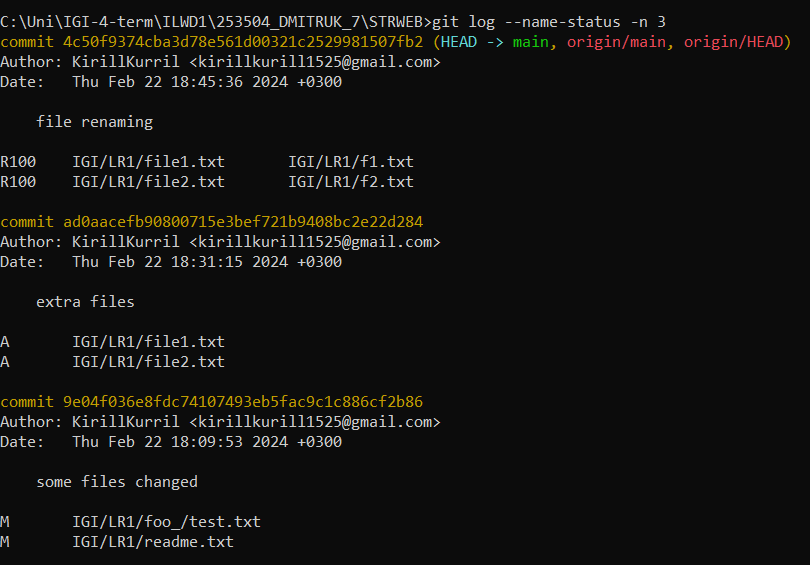 C:\Uni\IGI-4-term\ILWD1\253504_DMITRUK_7\STRWEB>git log --name-status -n 3
commit 4c50f9374cba3d78e561d00321c2529981507fb2 (HEAD -> main, origin/main, origin/HEAD)
Author: KirillKurril <kirillkurill1525@gmail.com>
Date:   Thu Feb 22 18:45:36 2024 +0300

    file renaming

R100    IGI/LR1/file1.txt       IGI/LR1/f1.txt
R100    IGI/LR1/file2.txt       IGI/LR1/f2.txt

commit ad0aacefb90800715e3bef721b9408bc2e22d284
Author: KirillKurril <kirillkurill1525@gmail.com>
Date:   Thu Feb 22 18:31:15 2024 +0300

    extra files

A       IGI/LR1/file1.txt
A       IGI/LR1/file2.txt

commit 9e04f036e8fdc74107493eb5fac9c1c886cf2b86
Author: KirillKurril <kirillkurill1525@gmail.com>
Date:   Thu Feb 22 18:09:53 2024 +0300

    some files changed

M       IGI/LR1/foo_/test.txt
M       IGI/LR1/readme.txt